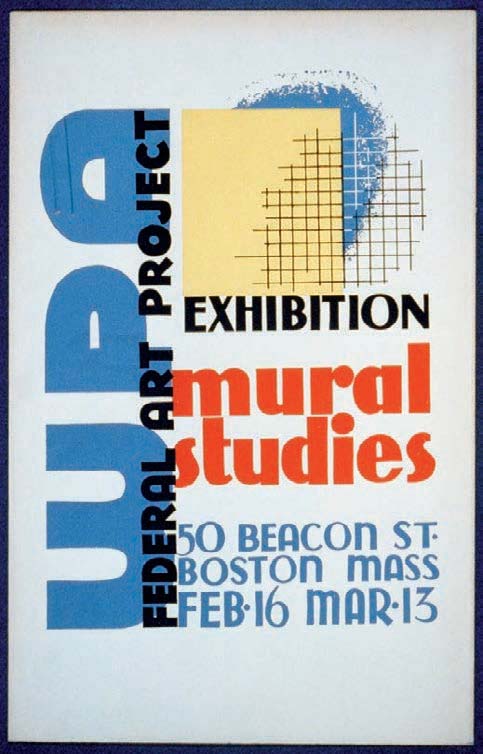 WPA
FEDERAL ART PROJECT
EXHIBITION
mural
studies
50 BEACON ST·
BOSTON MASS
FEB·16 MAR·13